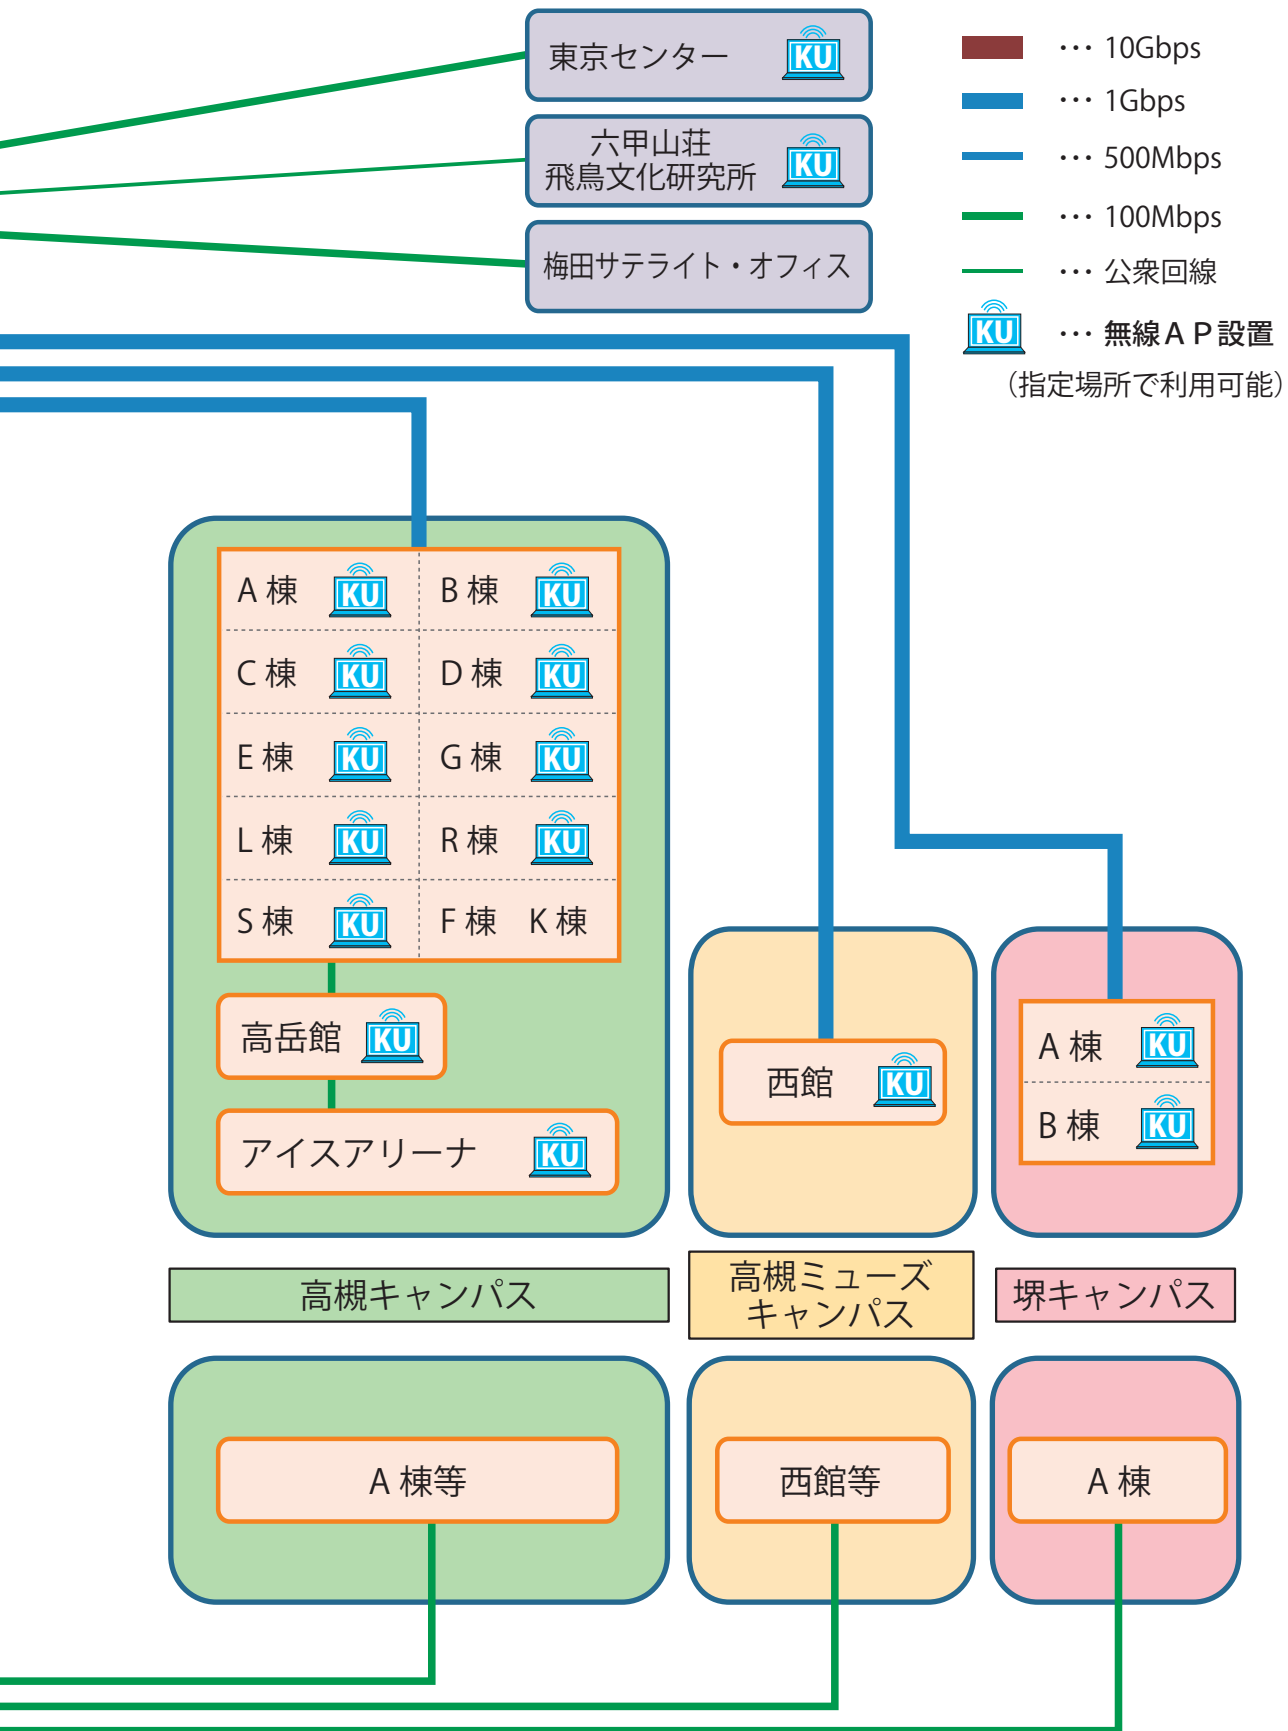 東京センター KU
六甲山荘
飛鳥文化研究所 KU
梅田サテライト・オフィス
… 10Gbps
… 1Gbps
… 500Mbps
… 100Mbps
… 公衆回線
KU … 無線ＡＰ設置
（指定場所で利用可能）
A 棟 KU B 棟 KU
C 棟 KU D 棟 KU
E 棟 KU G 棟 KU
L 棟 KU R 棟 KU
S 棟 KU F 棟 K 棟
高岳館 KU
アイスアリーナ KU
西館 KU
A 棟 KU
B 棟 KU
高槻キャンパス
高槻ミューズ
キャンパス
堺キャンパス
A 棟等
西館等
A 棟